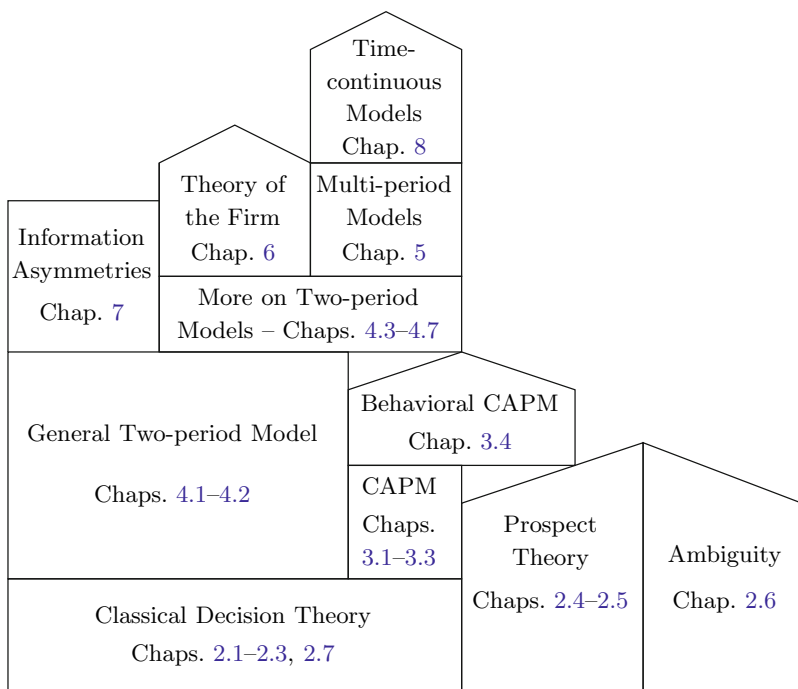 Time-
continuous
Models
Chap. 8
Theory of
the Firm
Chap. 6
Multi-period
Models
Chap. 5
Information
Asymmetries
Chap. 7
More on Two-period
Models – Chaps. 4.3–4.7
General Two-period Model
Chaps. 4.1–4.2
Behavioral CAPM
Chap. 3.4
CAPM
Chaps.
3.1–3.3
Prospect
Theory
Chaps. 2.4–2.5
Ambiguity
Chap. 2.6
Classical Decision Theory
Chaps. 2.1–2.3, 2.7